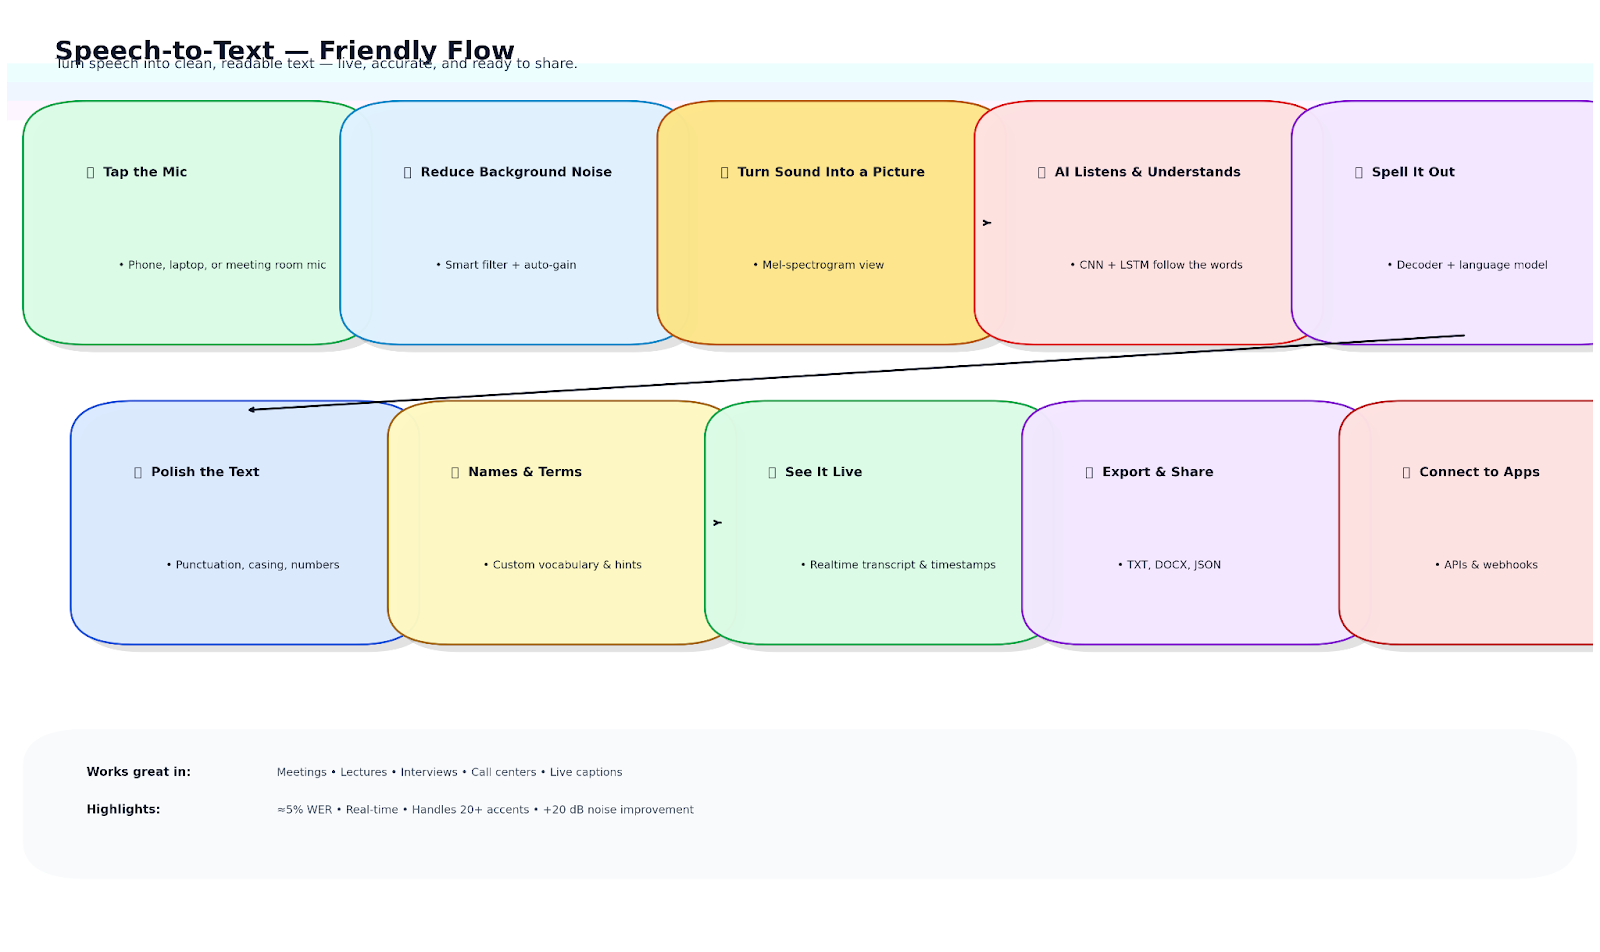 Speech-to-Text — Friendly Flow
Turn speech into clean, readable text — live, accurate, and ready to share.
Tap the Mic
• Phone, laptop, or meeting room mic
Reduce Background Noise
• Smart filter + auto-gain
Turn Sound Into a Picture
• Mel-spectrogram view
AI Listens & Understands
• CNN + LSTM follow the words
Spell It Out
• Decoder + language model
Polish the Text
• Punctuation, casing, numbers
Names & Terms
• Custom vocabulary & hints
See It Live
• Realtime transcript & timestamps
Export & Share
• TXT, DOCX, JSON
Connect to Apps
• APIs & webhooks
Works great in: Meetings • Lectures • Interviews • Call centers • Live captions
Highlights: ≈5% WER • Real-time • Handles 20+ accents • +20 dB noise improvement